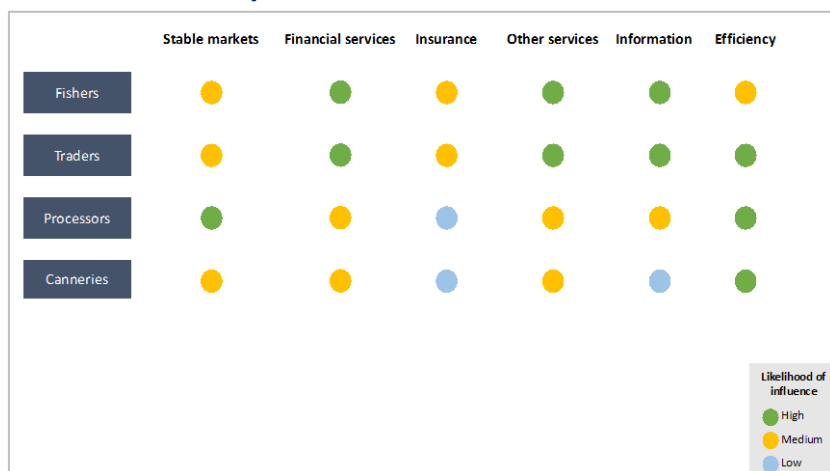 Stable markets Financial services Insurance Other services Information Efficiency
Fishers
Traders
Processors
Canneries
Likelihood of
influence
High
Medium
Low